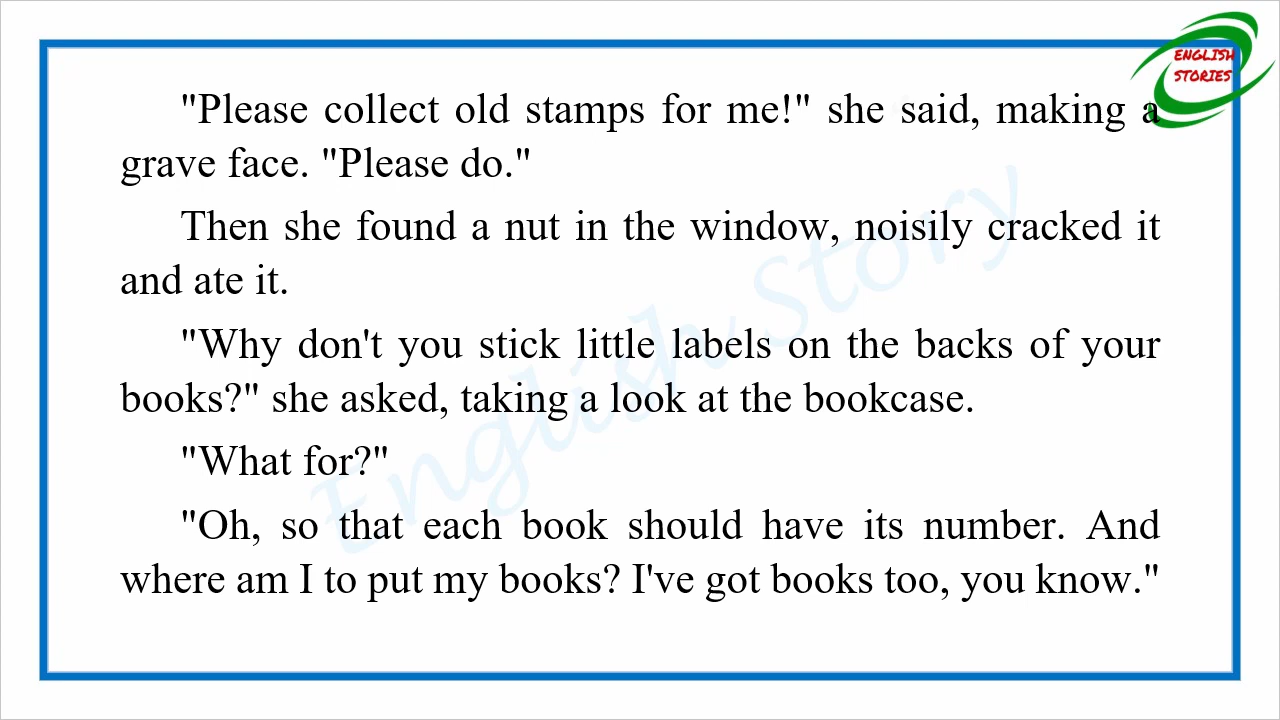 ENGLISH
STORIES
"Please collect old stamps for me!" she said, making a
grave face. "Please do."
Then she found a nut in the window, noisily cracked it
and ate it.
"Why don't you stick little labels on the backs of your
books?" she asked, taking a look at the bookcase.
"What for?"
"Oh, so that each book should have its number. And
where am I to put my books? I've got books too, you know."
English Story